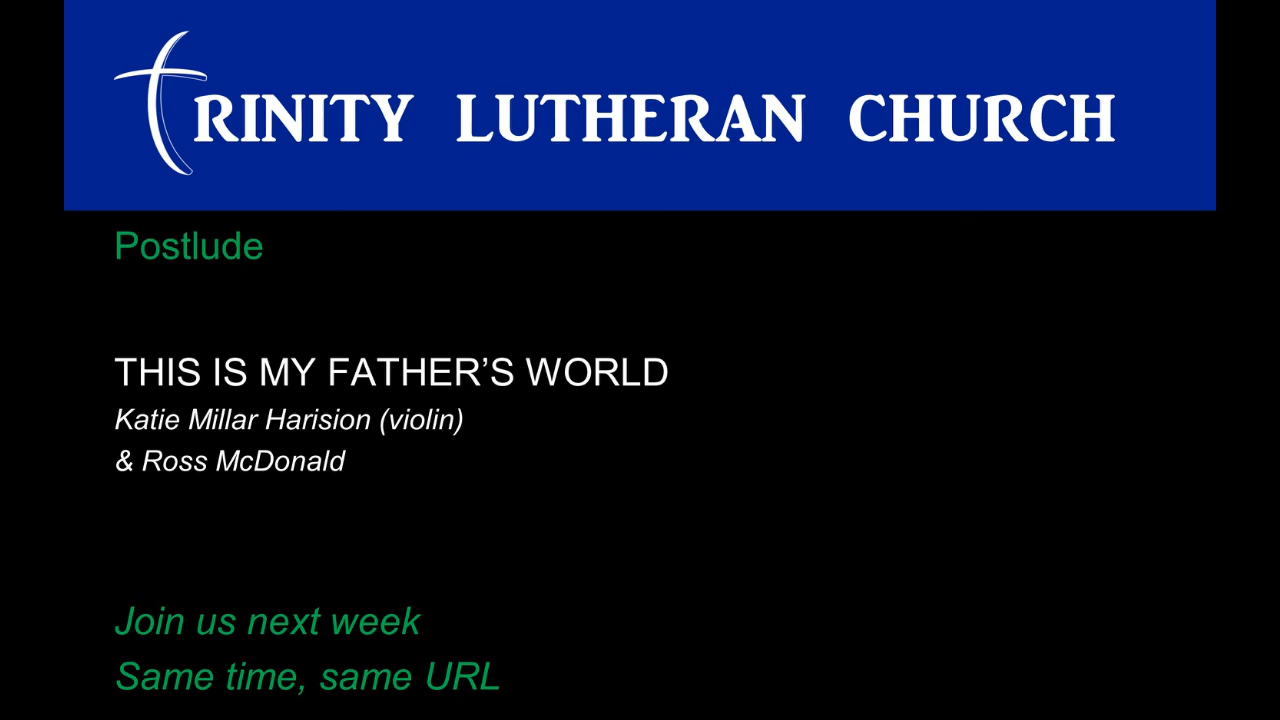 TRINITY LUTHERAN CHURCH
Postlude
THIS IS MY FATHER’S WORLD
Katie Millar Harision (violin)
& Ross McDonald
Join us next week
Same time, same URL